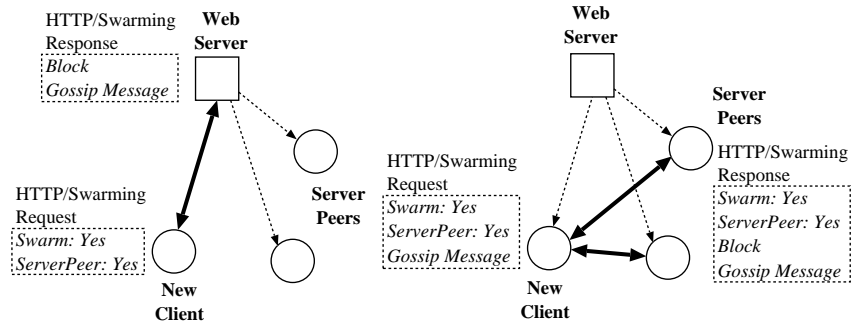 HTTP/Swarming
Response
Block
Gossip Message
Web
Server
Server
Peers
HTTP/Swarming
Request
Swarm: Yes
ServerPeer: Yes
New
Client
Web
Server
Server
Peers
HTTP/Swarming
Request
Swarm: Yes
ServerPeer: Yes
Gossip Message
HTTP/Swarming
Response
Swarm: Yes
ServerPeer: Yes
Block
Gossip Message
New
Client